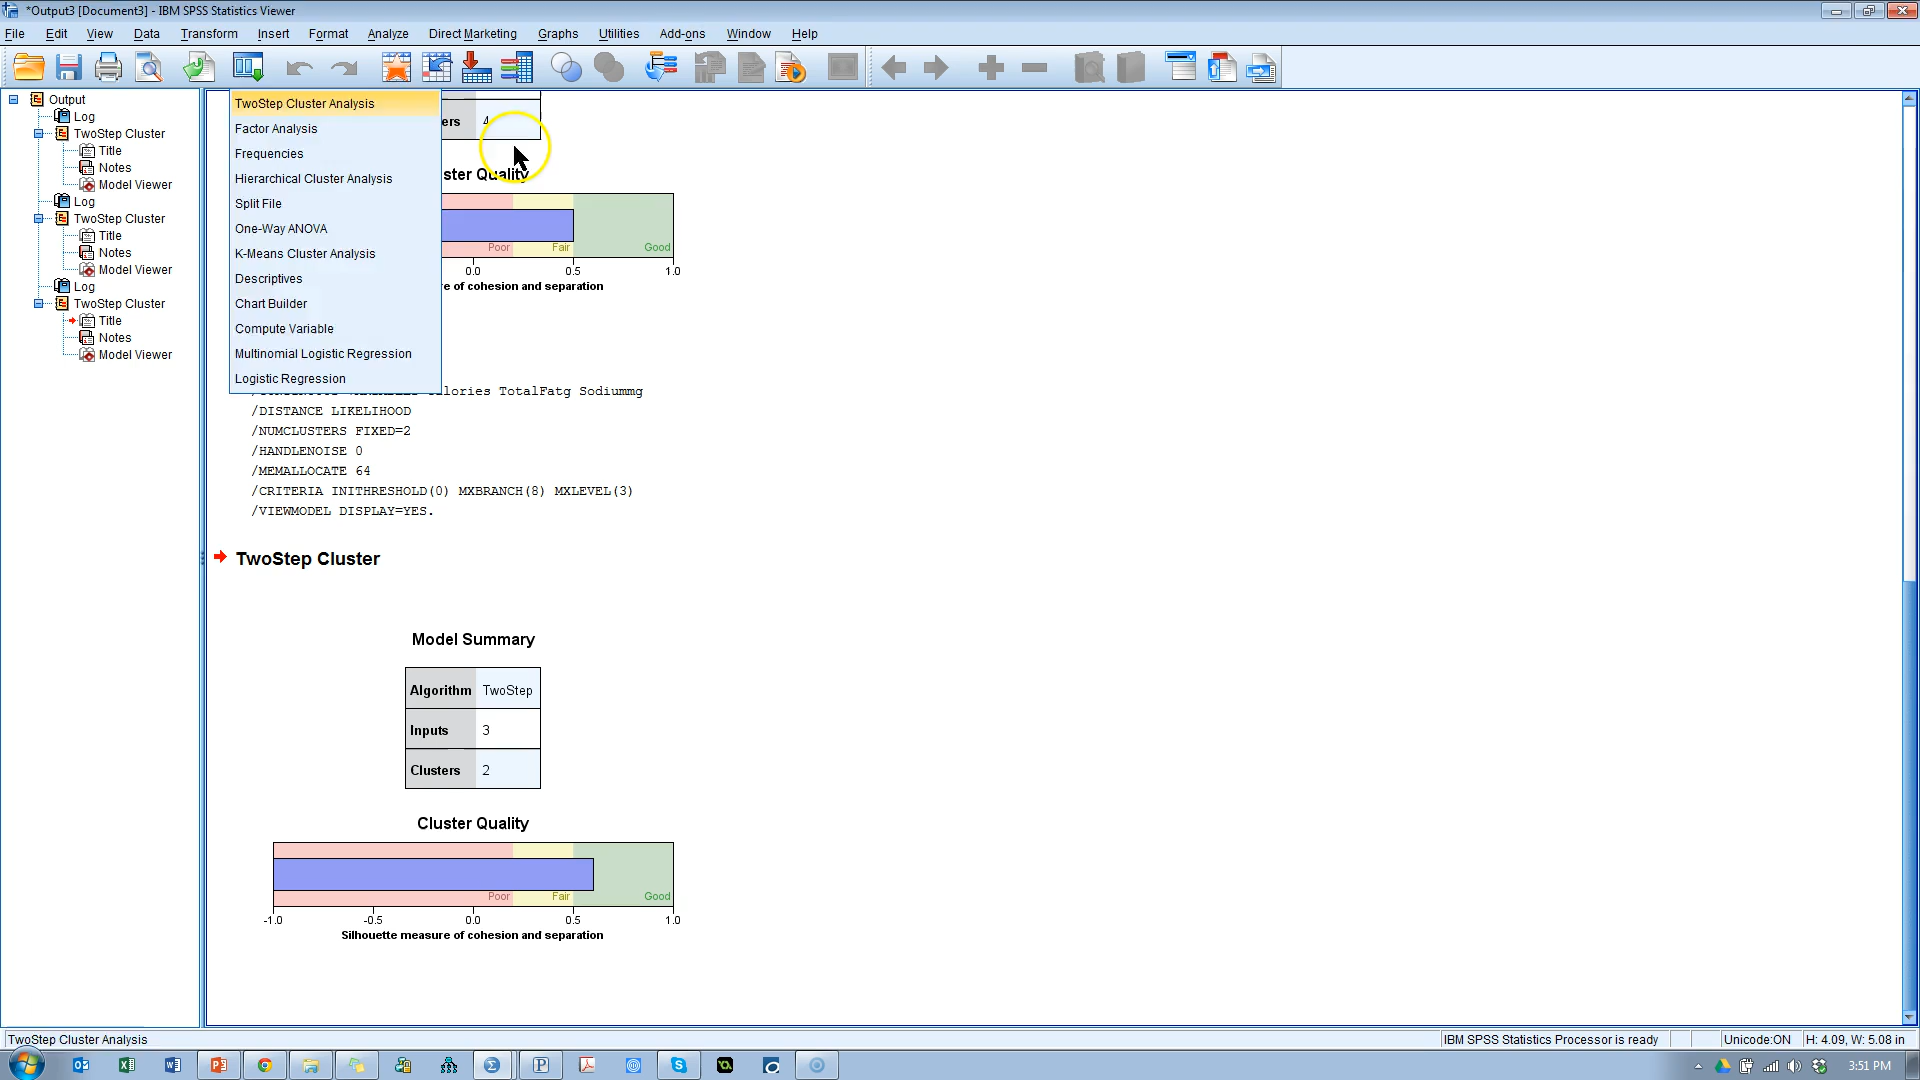 *Output3 [Document3] - IBM SPSS Statistics Viewer
File Edit View Data Transform Insert Format Analyze Direct Marketing Graphs Utilities Add-ons Window Help
Output
Log
TwoStep Cluster
Title
Notes
Model Viewer
Log
TwoStep Cluster
Title
Notes
Model Viewer
Log
TwoStep Cluster
Title
Notes
Model Viewer
TwoStep Cluster Analysis
Factor Analysis
Frequencies
Hierarchical Cluster Analysis
Split File
One-Way ANOVA
K-Means Cluster Analysis
Descriptives
Chart Builder
Compute Variable
Multinomial Logistic Regression
Logistic Regression
ers 4
ster Quality
Poor Fair Good
0.0 0.5 1.0
e of cohesion and separation
alories TotalFatg Sodiummg
/DISTANCE LIKELIHOOD
/NUMCLUSTERS FIXED=2
/HANDLENOISE 0
/MEMALLOCATE 64
/CRITERIA INITHRESHOLD(0) MXBRANCH(8) MXLEVEL(3)
/VIEWMODEL DISPLAY=YES.
TwoStep Cluster
Model Summary
Algorithm TwoStep
Inputs 3
Clusters 2
Cluster Quality
Poor Fair Good
-1.0 -0.5 0.0 0.5 1.0
Silhouette measure of cohesion and separation
TwoStep Cluster Analysis
IBM SPSS Statistics Processor is ready
Unicode:ON
H: 4.09, W: 5.08 in
3:51 PM